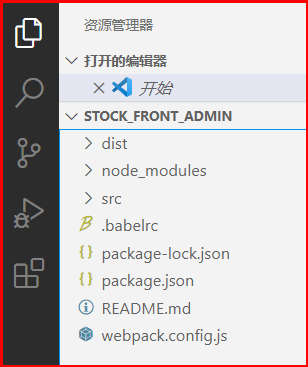 资源管理器
打开的编辑器
开始
STOCK_FRONT_ADMIN
dist
node_modules
src
.babelrc
package-lock.json
package.json
README.md
webpack.config.js